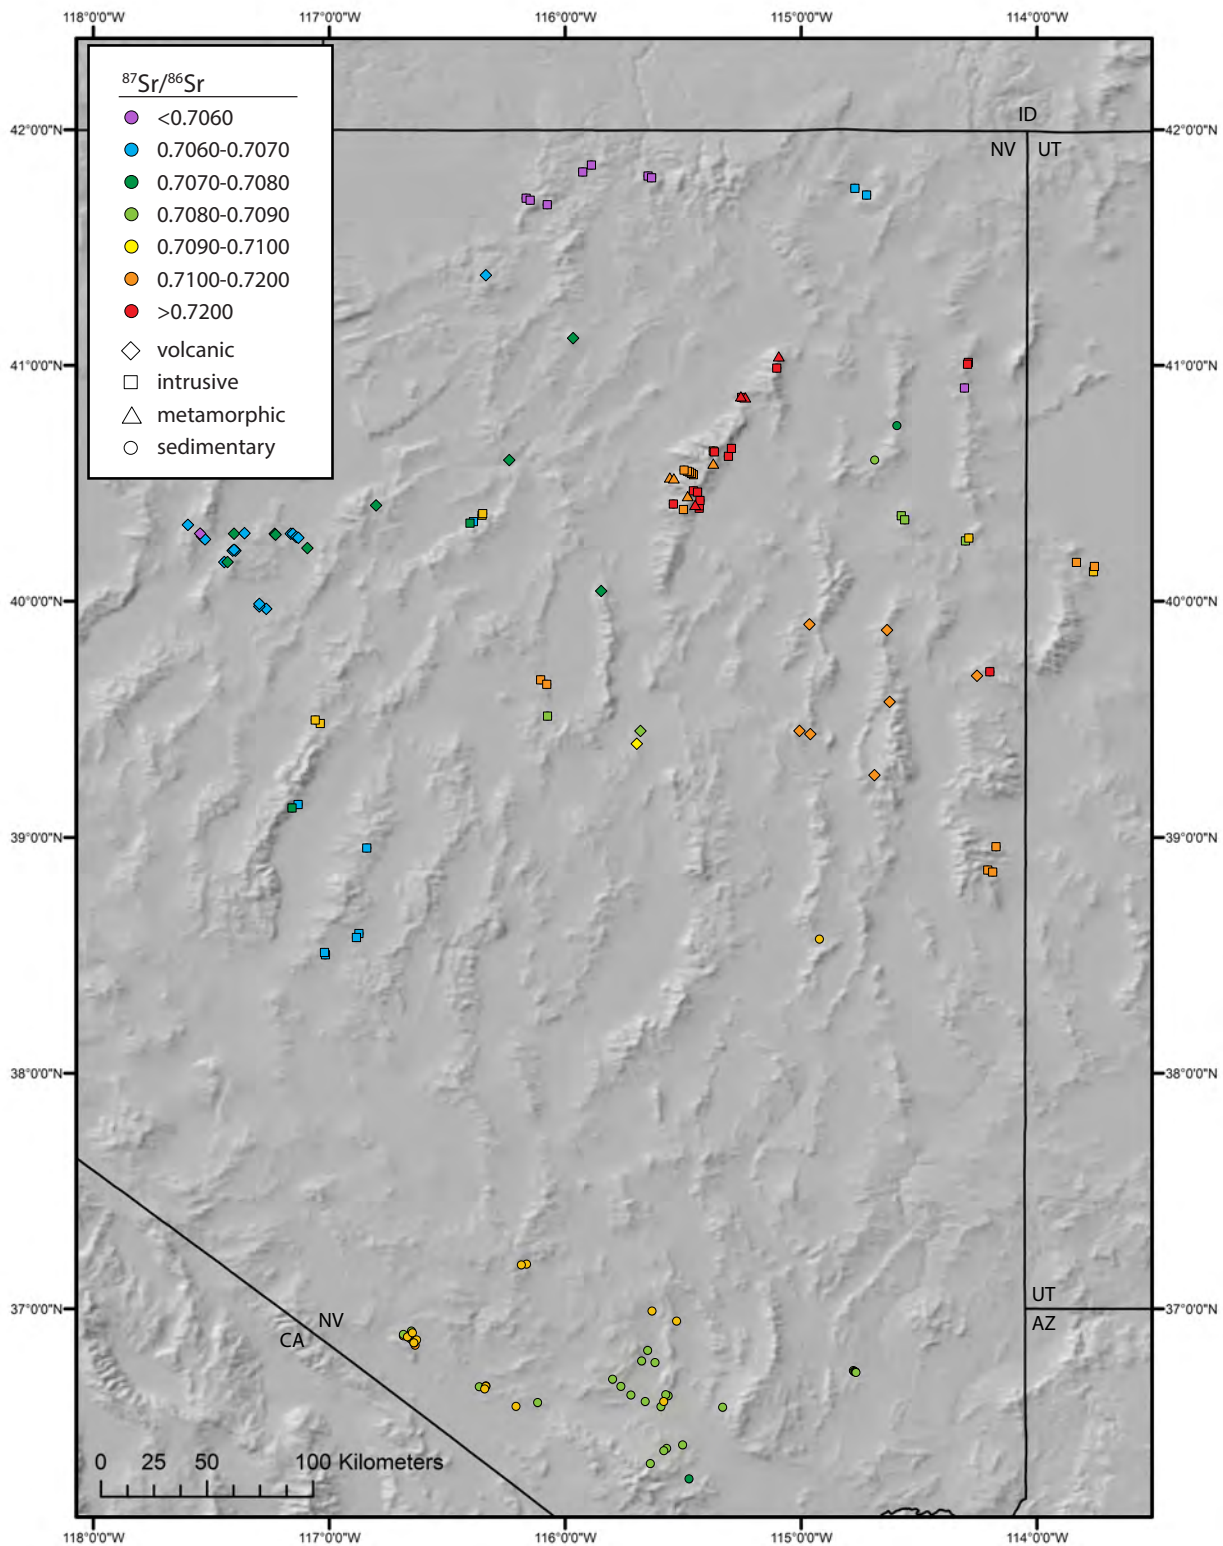 118°0'0"W 117°0'0"W 116°0'0"W 115°0'0"W 114°0'0"W
⁸⁷Sr/⁸⁶Sr
<0.7060
0.7060-0.7070
0.7070-0.7080
0.7080-0.7090
0.7090-0.7100
0.7100-0.7200
>0.7200
volcanic
intrusive
metamorphic
sedimentary
ID
42°0'0"N 42°0'0"N
NV UT
41°0'0"N 41°0'0"N
40°0'0"N 40°0'0"N
39°0'0"N 39°0'0"N
38°0'0"N 38°0'0"N
UT
37°0'0"N 37°0'0"N
NV AZ
CA
0 25 50 100 Kilometers
118°0'0"W 117°0'0"W 116°0'0"W 115°0'0"W 114°0'0"W